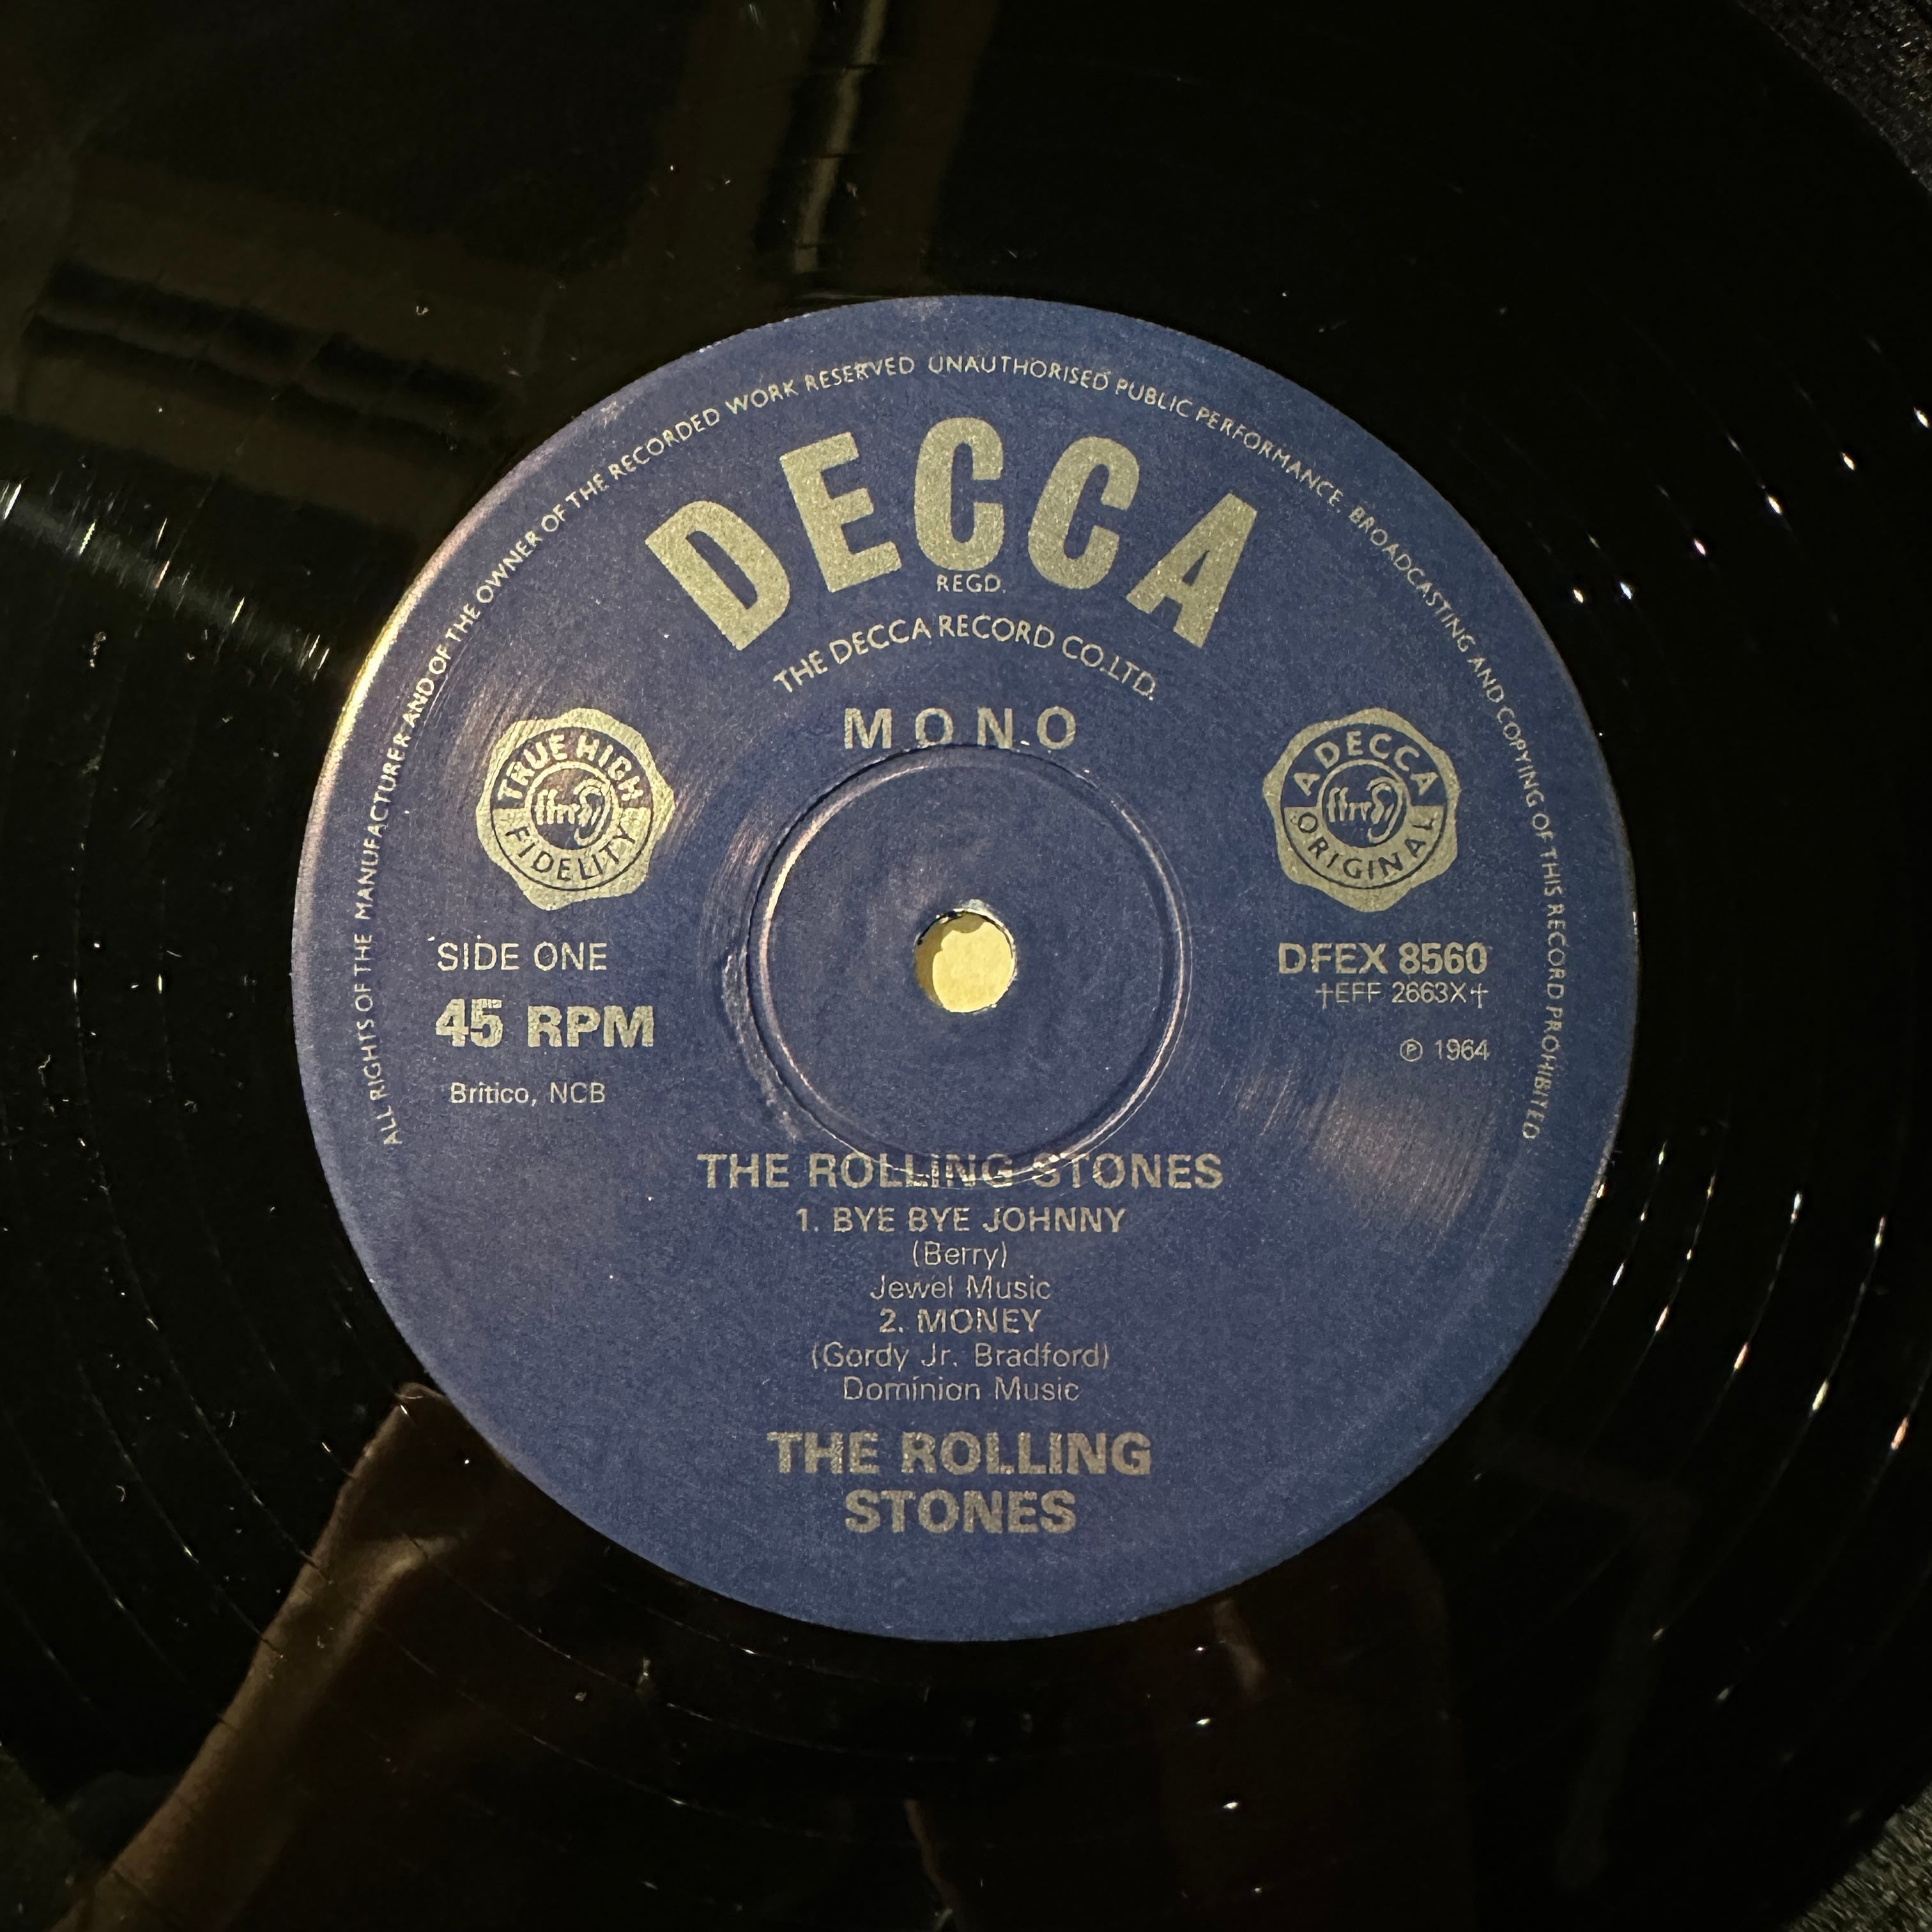 ALL RIGHTS OF THE MANUFACTURER AND OF THE OWNER OF THE RECORDED WORK RESERVED UNAUTHORISED PUBLIC PERFORMANCE. BROADCASTING AND COPYING OF THIS RECORD PROHIBITED
DECCA
REGD.
THE DECCA RECORD CO. LTD.
MONO
TRUE HIGH
ffrr
FIDELITY
A DECCA
ffrr
ORIGINAL
SIDE ONE
45 RPM
Britico, NCB
DFEX 8560
†EFF 2663X†
℗ 1964
THE ROLLING STONES
1. BYE BYE JOHNNY
(Berry)
Jewel Music
2. MONEY
(Gordy Jr. Bradford)
Dominion Music
THE ROLLING
STONES